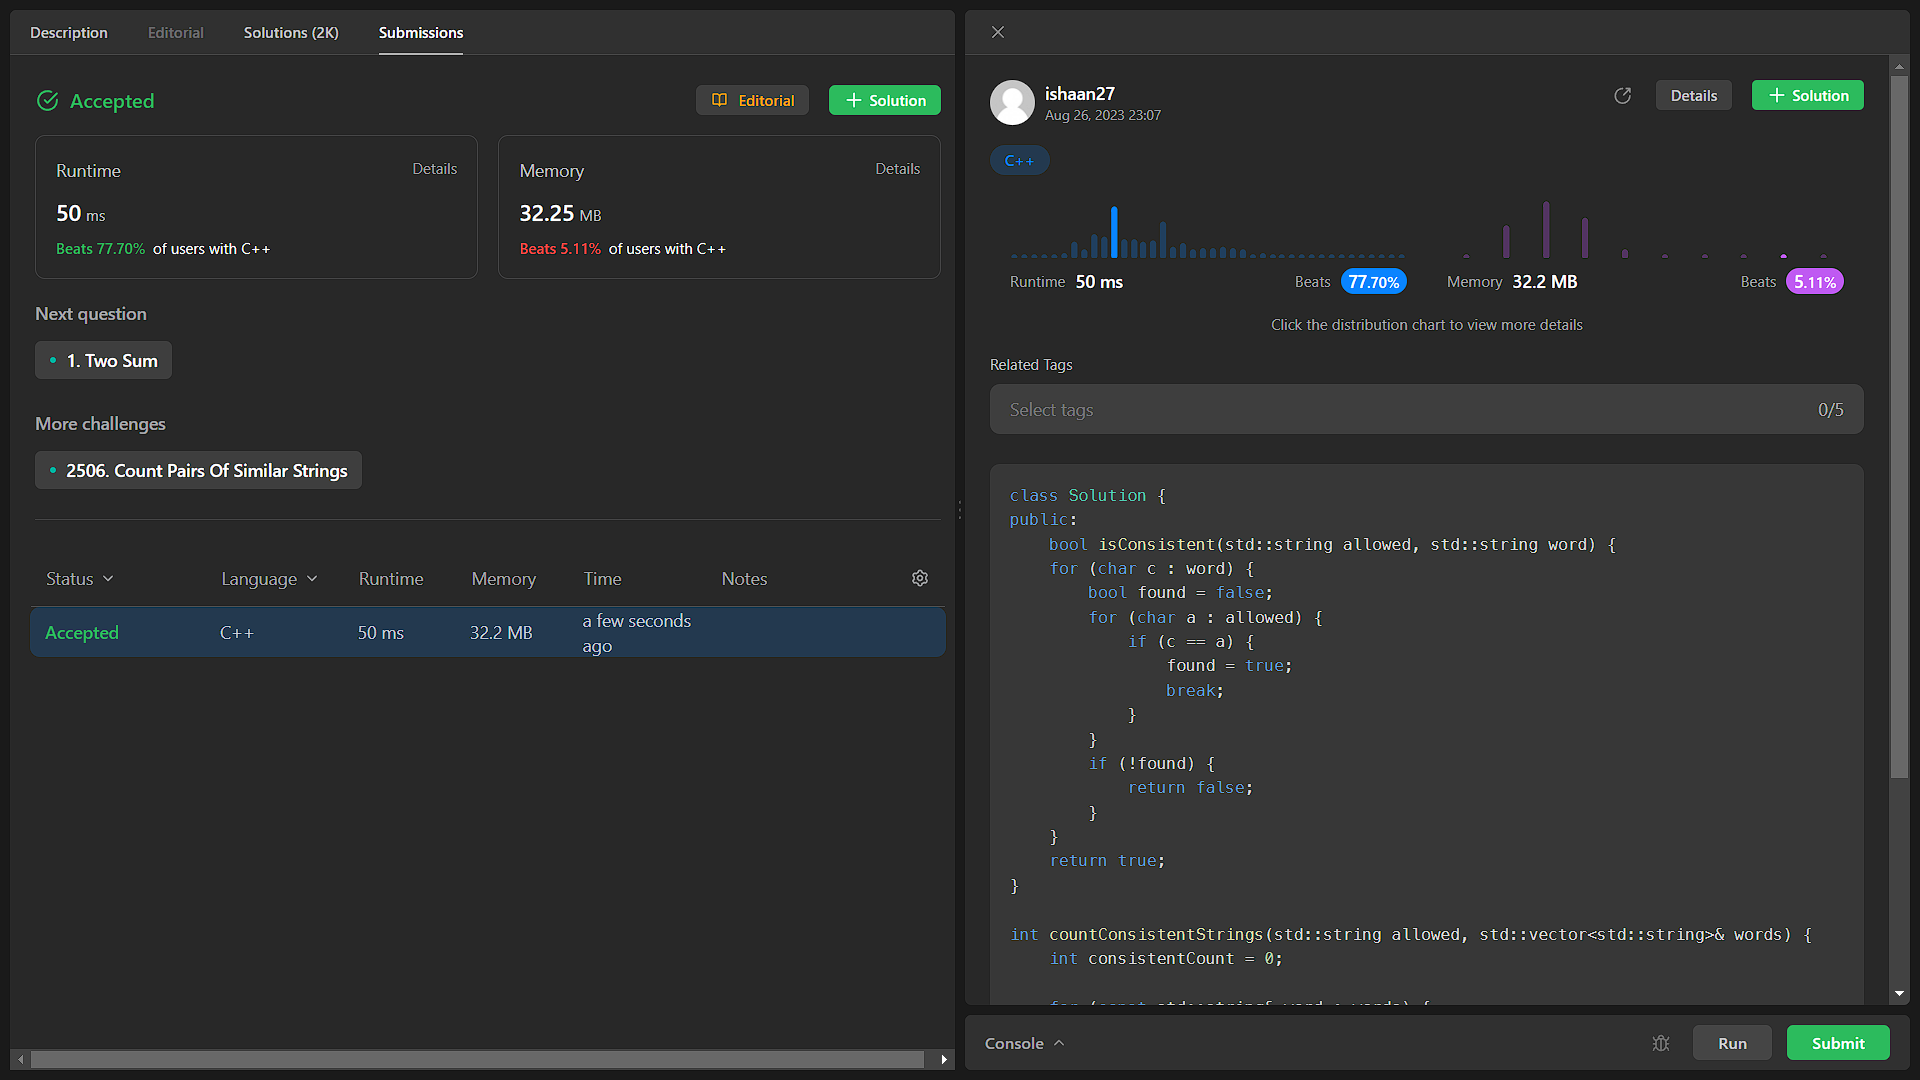 Description Editorial Solutions (2K) Submissions
Accepted Editorial + Solution
Runtime Details
50 ms
Beats 77.70% of users with C++
Memory Details
32.25 MB
Beats 5.11% of users with C++
Next question
• 1. Two Sum
More challenges
• 2506. Count Pairs Of Similar Strings
Status Language Runtime Memory Time Notes
Accepted C++ 50 ms 32.2 MB a few seconds
ago
ishaan27
Aug 26, 2023 23:07
Details + Solution
C++
Runtime 50 ms Beats 77.70% Memory 32.2 MB Beats 5.11%
Click the distribution chart to view more details
Related Tags
Select tags 0/5
class Solution {
public:
    bool isConsistent(std::string allowed, std::string word) {
    for (char c : word) {
        bool found = false;
        for (char a : allowed) {
            if (c == a) {
                found = true;
                break;
            }
        }
        if (!found) {
            return false;
        }
    }
    return true;
}
int countConsistentStrings(std::string allowed, std::vector<std::string>& words) {
    int consistentCount = 0;
    for (const std::string& word : words) {
Console Run Submit